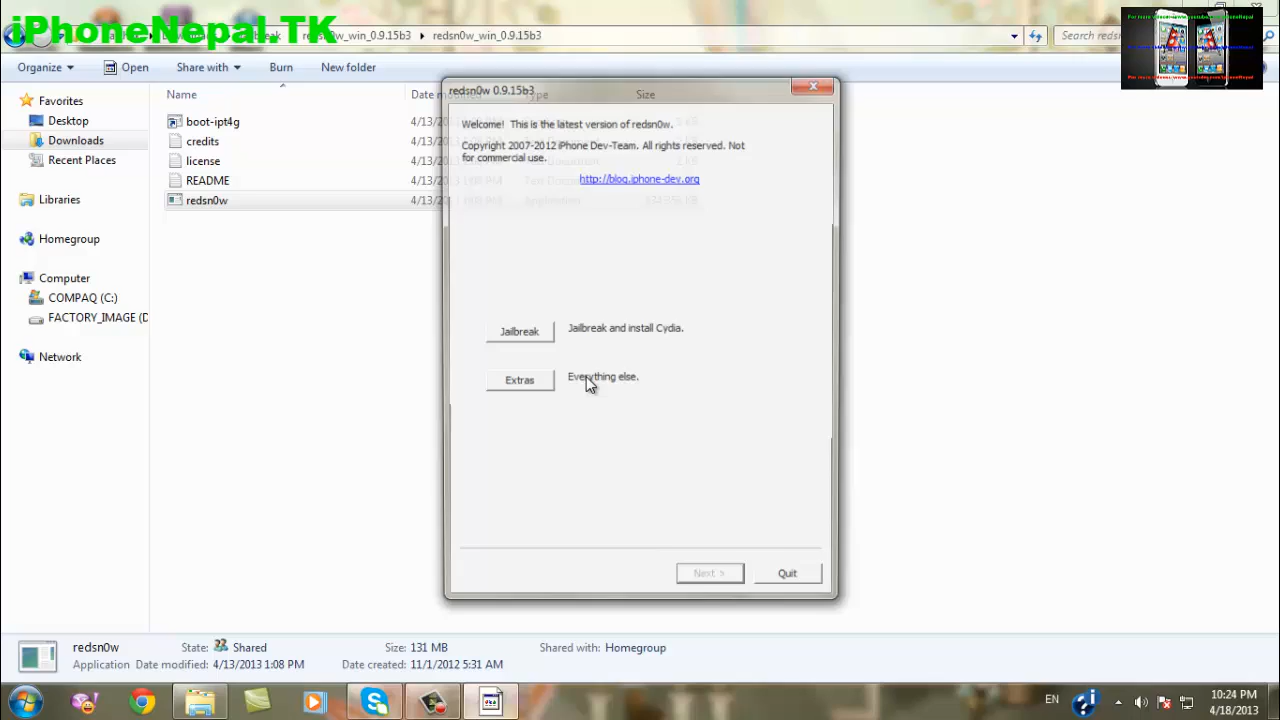 iPhoneNepal.TK
redsn0w_win_0.9.15b3
redsn0w_win_0.9.15b3
Search redsn
Organize
Open
Share with
Burn
New folder
Favorites
Desktop
Downloads
Recent Places
Libraries
Homegroup
Computer
COMPAQ (C:)
FACTORY_IMAGE (D
Network
Name
Size
boot-ipt4g
credits
license
README
redsn0w
redsn0w 0.9.15b3
Welcome! This is the latest version of redsn0w.
Copyright 2007-2012 iPhone Dev-Team. All rights reserved. Not
for commercial use.
http://blog.iphone-dev.org
Jailbreak
Jailbreak and install Cydia.
Extras
Everything else.
Next >
Quit
redsn0w
State:
Shared
Size: 131 MB
Shared with: Homegroup
Application
Date modified: 4/13/2013 1:08 PM
Date created: 11/1/2012 5:31 AM
EN
10:24 PM
4/18/2013